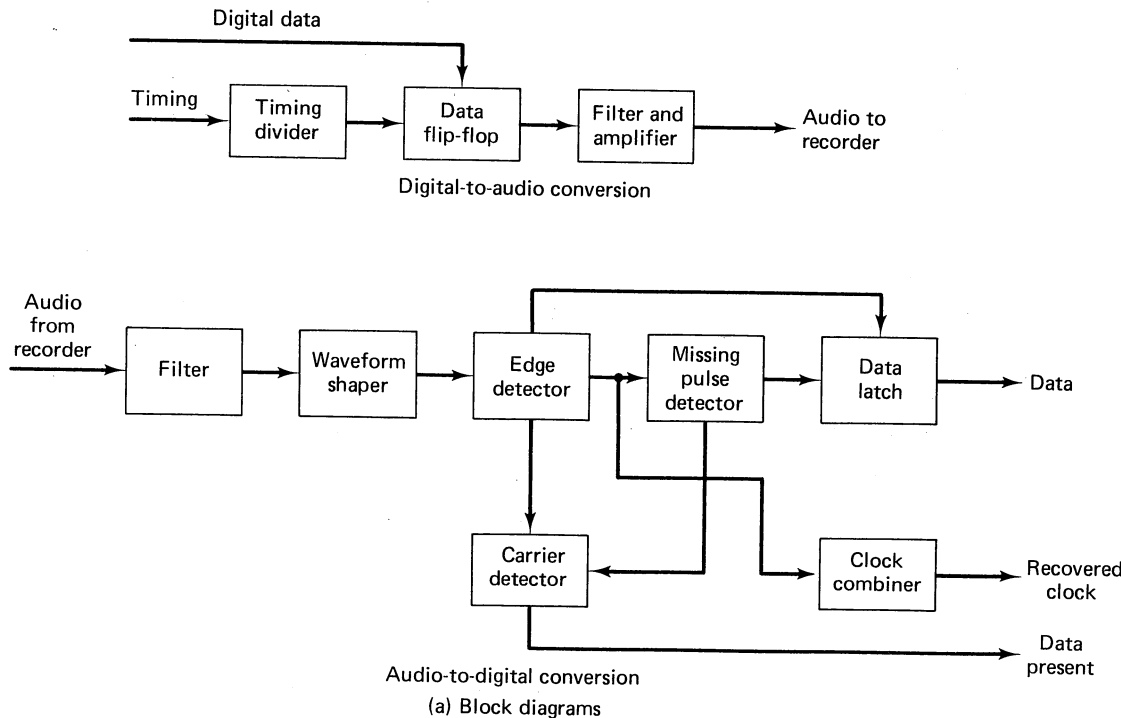 Digital data
Timing
Timing
divider
Data
flip-flop
Filter and
amplifier
Audio to
recorder
Digital-to-audio conversion
Audio
from
recorder
Filter
Waveform
shaper
Edge
detector
Missing
pulse
detector
Data
latch
Data
Carrier
detector
Clock
combiner
Recovered
clock
Data
present
Audio-to-digital conversion
(a) Block diagrams